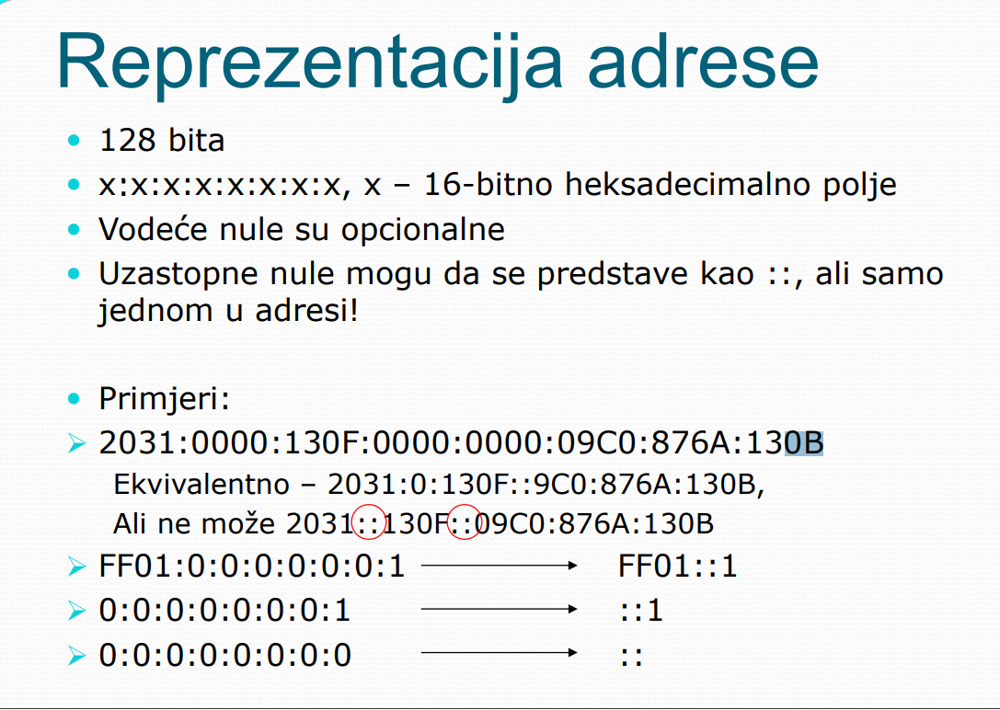 Reprezentacija adrese
128 bita
x:x:x:x:x:x:x:x, x – 16-bitno heksadecimalno polje
Vodeće nule su opcionalne
Uzastopne nule mogu da se predstave kao ::, ali samo
jednom u adresi!
Primjeri:
2031:0000:130F:0000:0000:09C0:876A:130B
Ekvivalentno – 2031:0:130F::9C0:876A:130B,
Ali ne može 2031::130F::09C0:876A:130B
FF01:0:0:0:0:0:0:1 FF01::1
0:0:0:0:0:0:0:1 ::1
0:0:0:0:0:0:0:0 ::